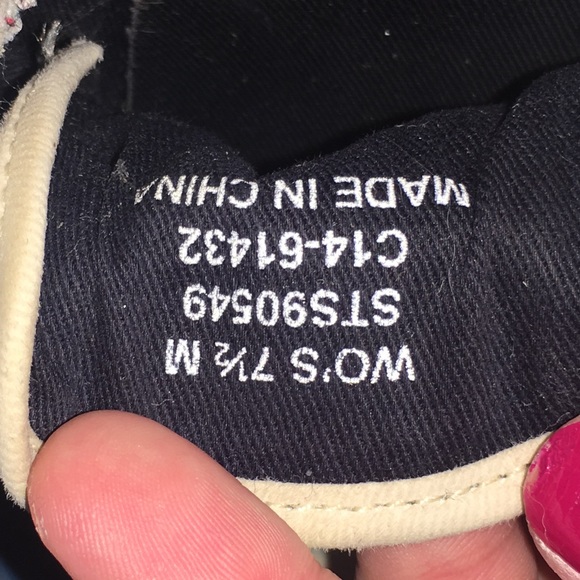 WO'S 7½ M
STS90549
C14-61432
MADE IN CHINA